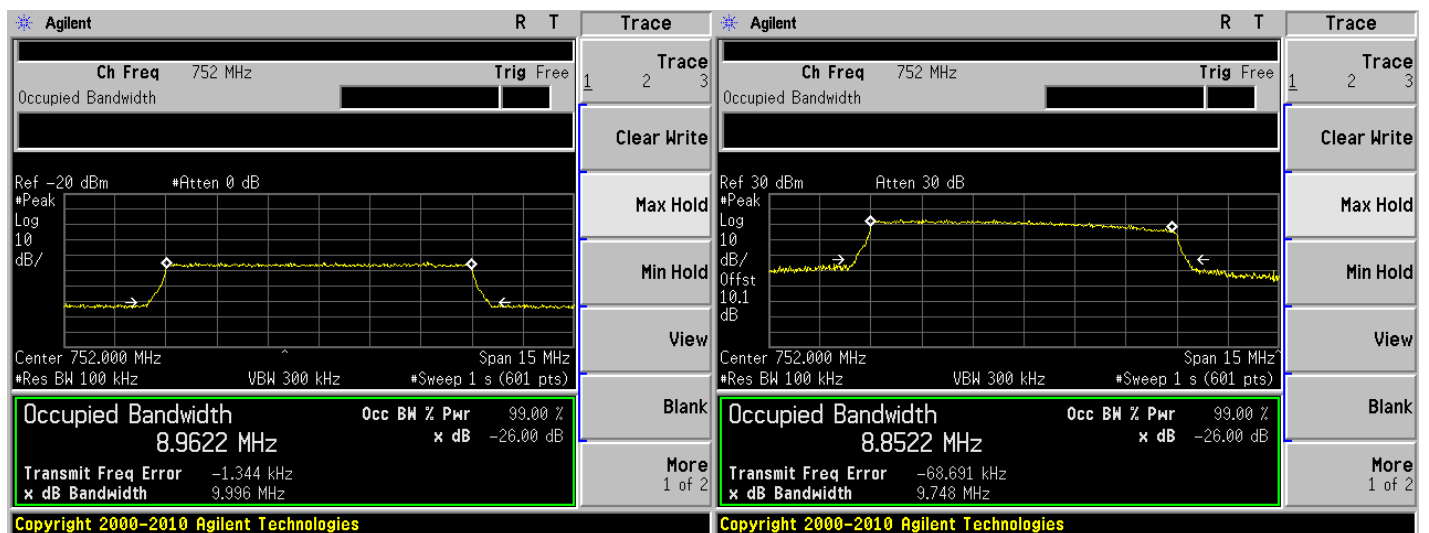 Agilent R T Trace
Ch Freq 752 MHz Trig Free
Occupied Bandwidth
Ref -20 dBm #Atten 0 dB
#Peak
Log
10
dB/
Center 752.000 MHz ^ Span 15 MHz
#Res BW 100 kHz VBW 300 kHz #Sweep 1 s (601 pts)
Occupied Bandwidth Occ BW % Pwr 99.00 %
8.9622 MHz x dB -26.00 dB
Transmit Freq Error -1.344 kHz
x dB Bandwidth 9.996 MHz
Copyright 2000-2010 Agilent Technologies
Trace
1 2 3
Clear Write
Max Hold
Min Hold
View
Blank
More
1 of 2
Agilent R T Trace
Ch Freq 752 MHz Trig Free
Occupied Bandwidth
Ref 30 dBm Atten 30 dB
#Peak
Log
10
dB/
Offst
10.1
dB
Center 752.000 MHz Span 15 MHz^
#Res BW 100 kHz VBW 300 kHz #Sweep 1 s (601 pts)
Occupied Bandwidth Occ BW % Pwr 99.00 %
8.8522 MHz x dB -26.00 dB
Transmit Freq Error -68.691 kHz
x dB Bandwidth 9.748 MHz
Copyright 2000-2010 Agilent Technologies
Trace
1 2 3
Clear Write
Max Hold
Min Hold
View
Blank
More
1 of 2